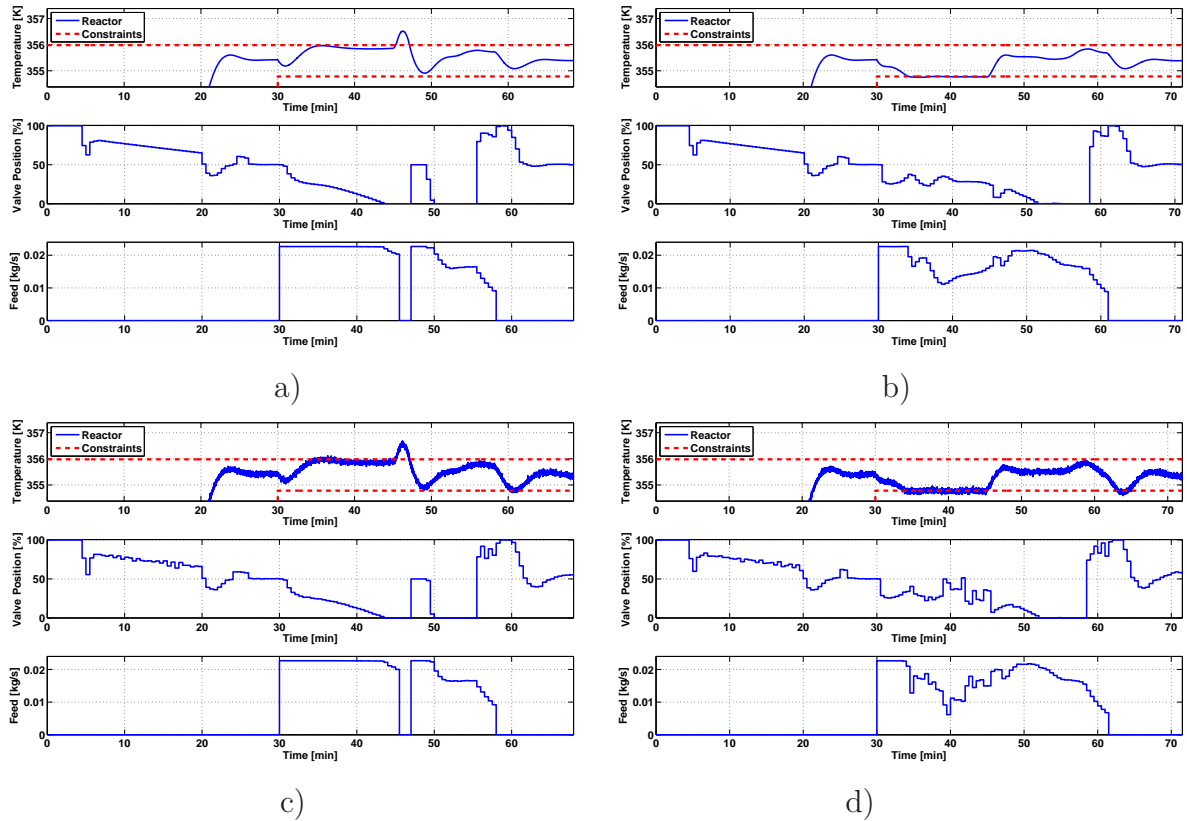 Temperature [K]
357
356
355
Reactor
Constraints
0 10 20 30 40 50 60
Time [min]
Valve Position [%]
100
50
0
0 10 20 30 40 50 60
Time [min]
Feed [kg/s]
0.02
0.01
0
0 10 20 30 40 50 60
Time [min]
a)
Temperature [K]
357
356
355
Reactor
Constraints
0 10 20 30 40 50 60 70
Time [min]
Valve Position [%]
100
50
0
0 10 20 30 40 50 60 70
Time [min]
Feed [kg/s]
0.02
0.01
0
0 10 20 30 40 50 60 70
Time [min]
b)
Temperature [K]
357
356
355
Reactor
Constraints
0 10 20 30 40 50 60
Time [min]
Valve Position [%]
100
50
0
0 10 20 30 40 50 60
Time [min]
Feed [kg/s]
0.02
0.01
0
0 10 20 30 40 50 60
Time [min]
c)
Temperature [K]
357
356
355
Reactor
Constraints
0 10 20 30 40 50 60 70
Time [min]
Valve Position [%]
100
50
0
0 10 20 30 40 50 60 70
Time [min]
Feed [kg/s]
0.02
0.01
0
0 10 20 30 40 50 60 70
Time [min]
d)